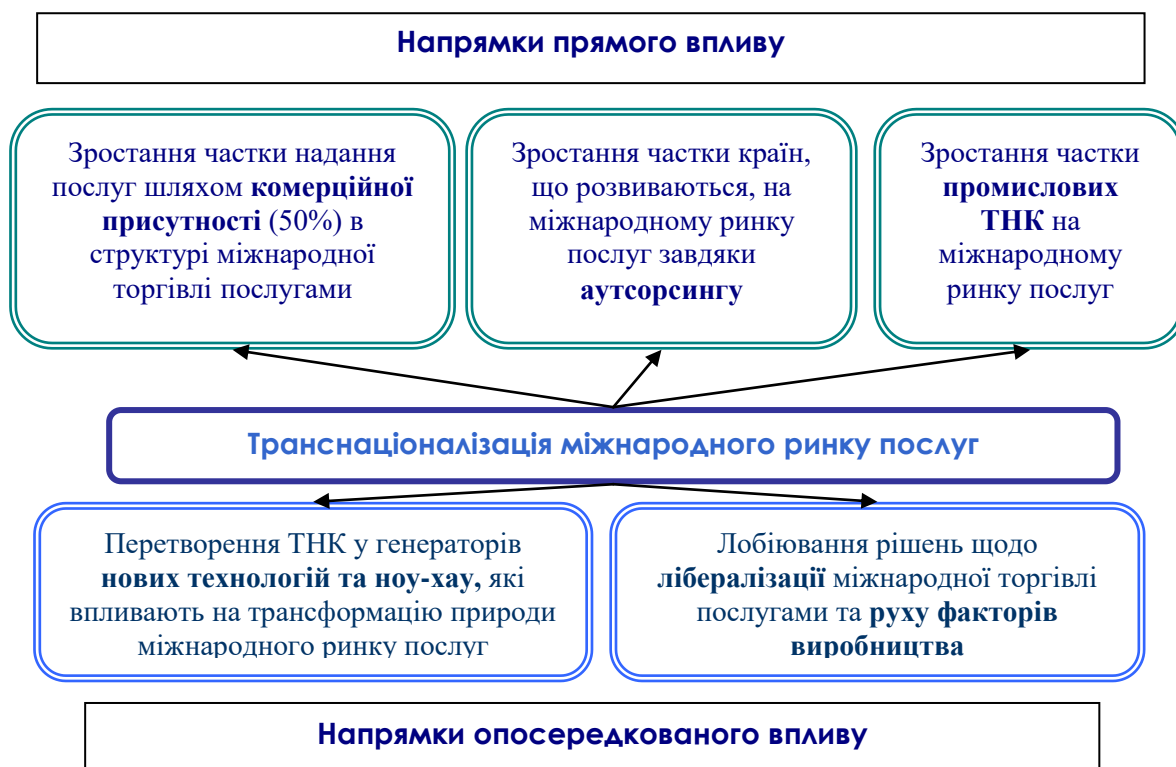 Напрямки прямого впливу
Зростання частки надання
послуг шляхом комерційної
присутності (50%) в
структурі міжнародної
торгівлі послугами
Зростання частки країн,
що розвиваються, на
міжнародному ринку
послуг завдяки
аутсорсингу
Зростання частки
промислових
ТНК на
міжнародному
ринку послуг
Транснаціоналізація міжнародного ринку послуг
Перетворення ТНК у генераторів
нових технологій та ноу-хау, які
впливають на трансформацію природи
міжнародного ринку послуг
Лобіювання рішень щодо
лібералізації міжнародної торгівлі
послугами та руху факторів
виробництва
Напрямки опосередкованого впливу